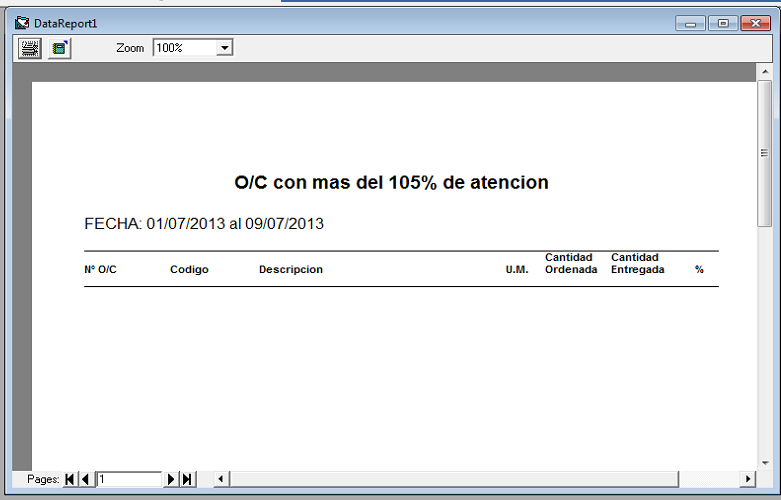 DataReport1
Zoom 100%
O/C con mas del 105% de atencion
FECHA: 01/07/2013 al 09/07/2013
Cantidad Cantidad
Nº O/C Codigo Descripcion U.M. Ordenada Entregada %
Pages: 1